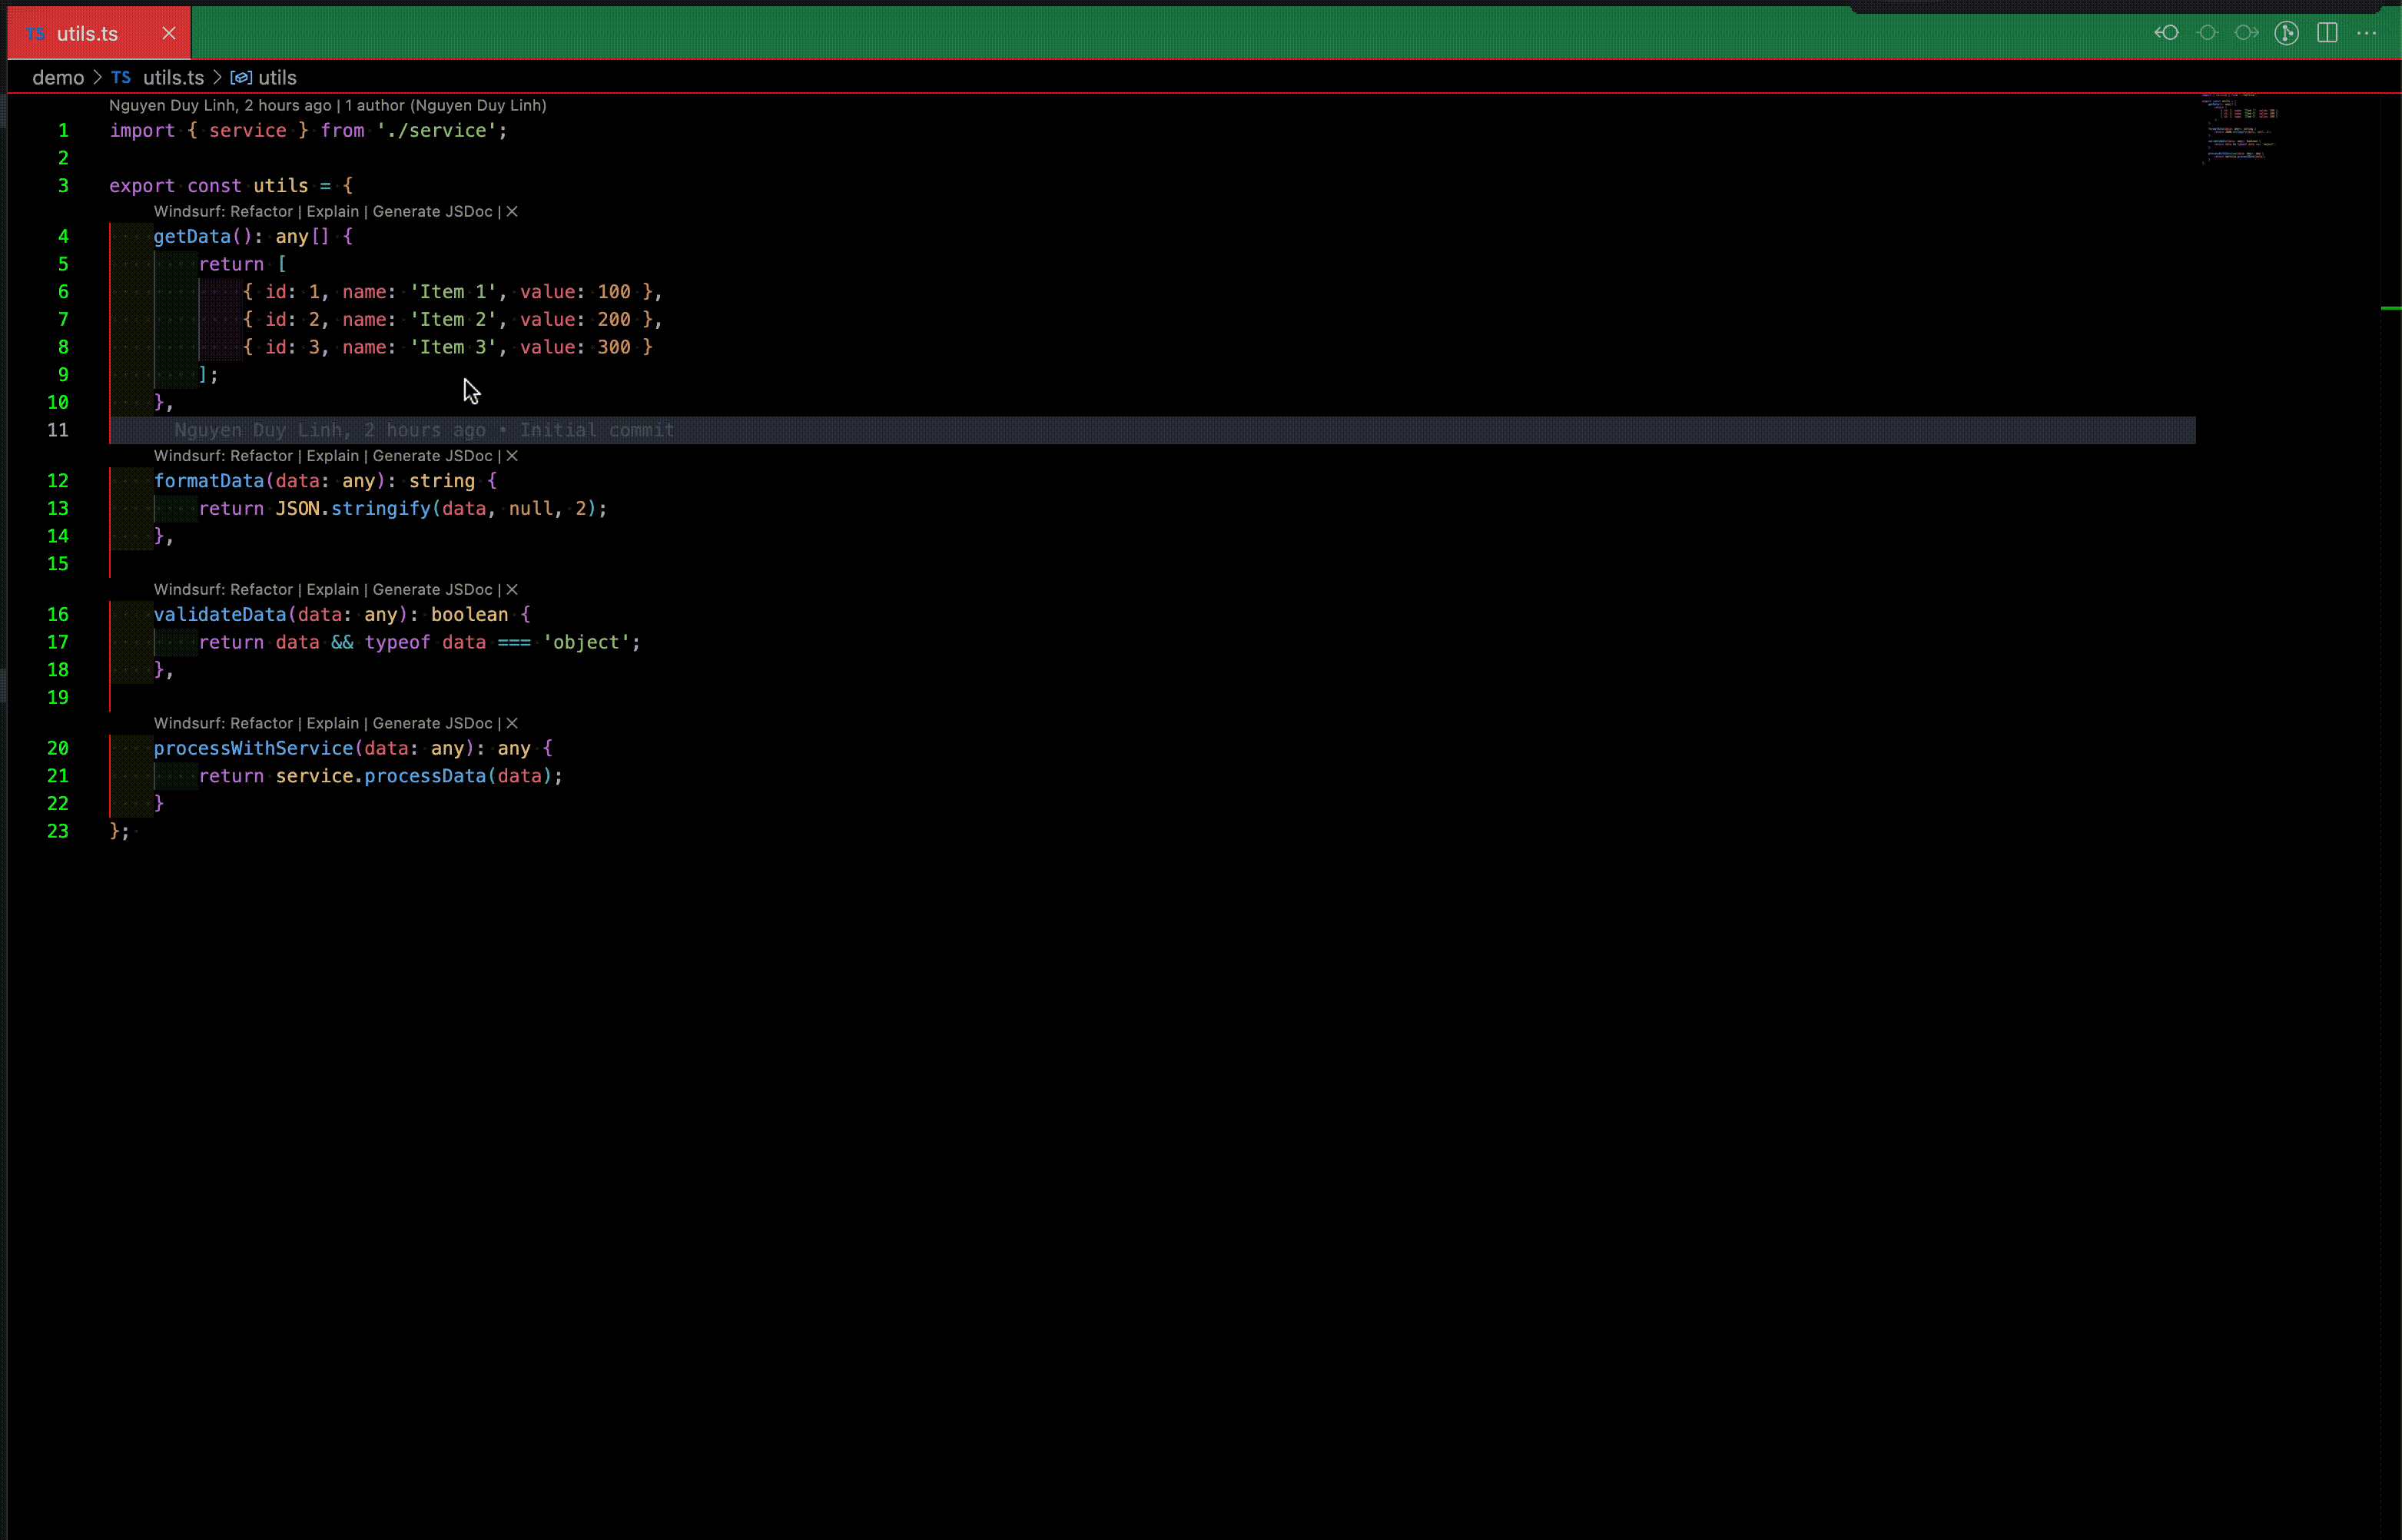 TS utils.ts
demo > TS utils.ts > utils
Nguyen Duy Linh, 2 hours ago | 1 author (Nguyen Duy Linh)
1 import { service } from './service';
2
3 export const utils = {
Windsurf: Refactor | Explain | Generate JSDoc | ✕
4 getData(): any[] {
5 return [
6 { id: 1, name: 'Item 1', value: 100 },
7 { id: 2, name: 'Item 2', value: 200 },
8 { id: 3, name: 'Item 3', value: 300 }
9 ];
10 },
11 Nguyen Duy Linh, 2 hours ago • Initial commit
Windsurf: Refactor | Explain | Generate JSDoc | ✕
12 formatData(data: any): string {
13 return JSON.stringify(data, null, 2);
14 },
15
Windsurf: Refactor | Explain | Generate JSDoc | ✕
16 validateData(data: any): boolean {
17 return data && typeof data === 'object';
18 },
19
Windsurf: Refactor | Explain | Generate JSDoc | ✕
20 processWithService(data: any): any {
21 return service.processData(data);
22 }
23 };